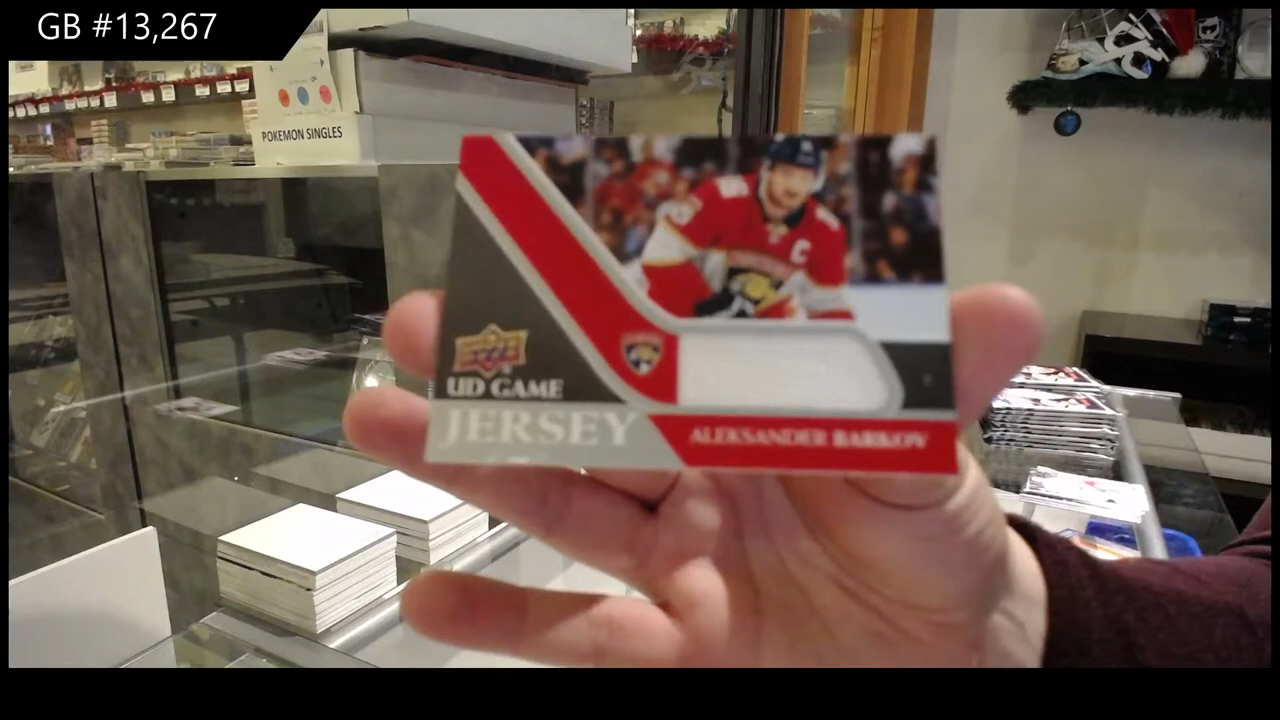 GB #13,267
POKEMON SINGLES
C
UD GAME
JERSEY
ALEKSANDER BARKOV